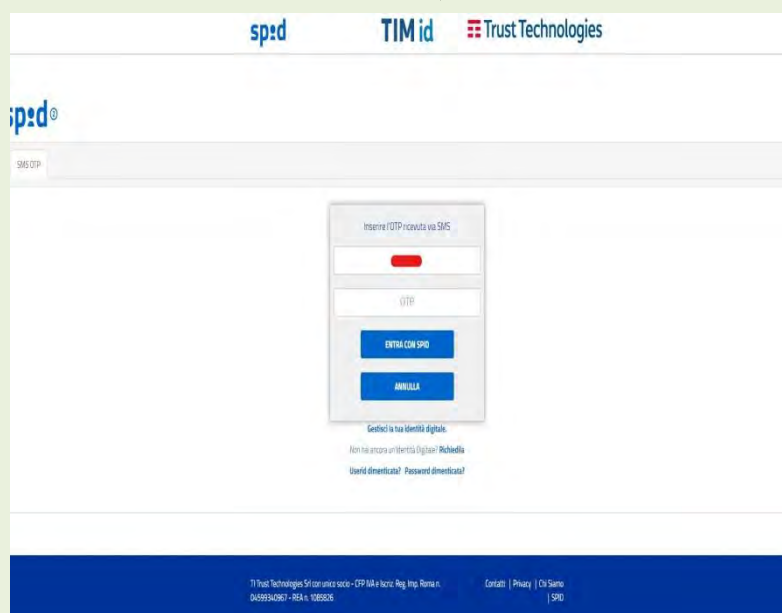 spid TIM id Trust Technologies
spid
SMS OTP
Inserire l'OTP ricevuta via SMS
OTP
ENTRA CON SPID
ANNULLA
Gestisci la tua identità digitale.
Non hai ancora un'Identità Digitale? Richiedila
Userid dimenticata? Password dimenticata?
TI Trust Technologies Srl con unico socio - CFP IVA e Iscriz. Reg. Imp. Roma n. Contatti | Privacy | Chi Siamo
04599340967 - REA n. 1085826 | SPID